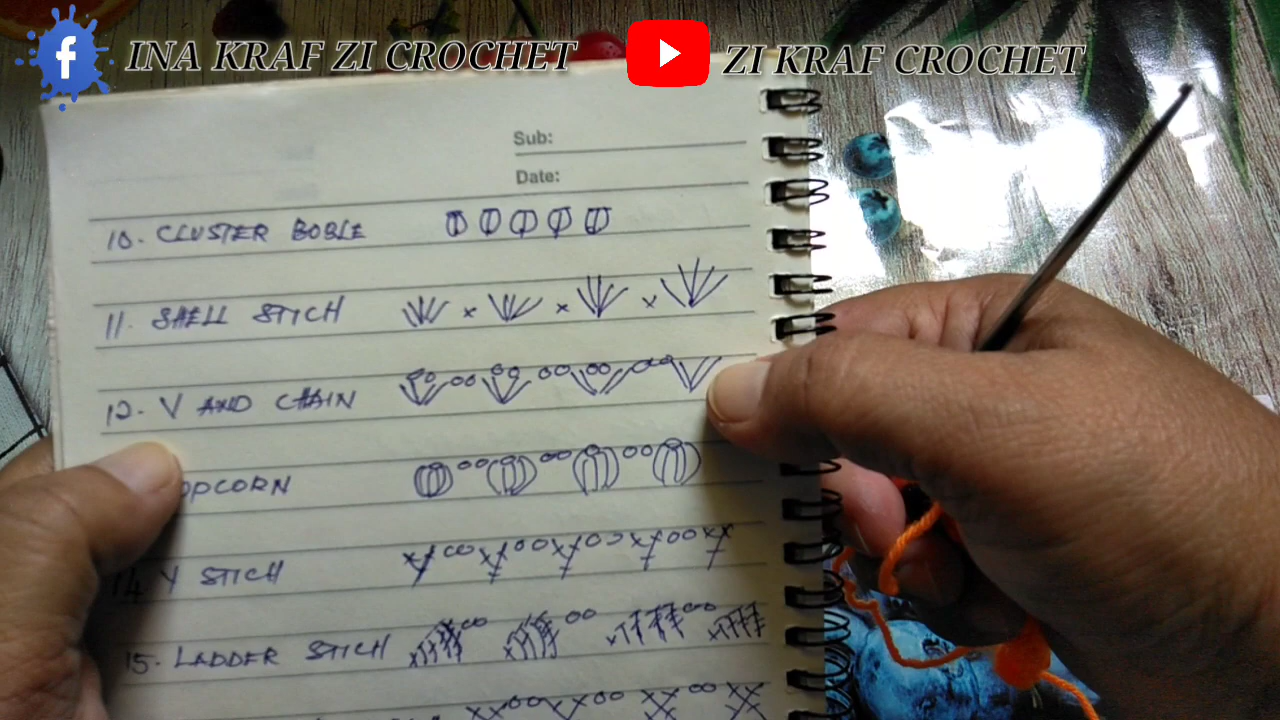 INA KRAF ZI CROCHET
ZI KRAF CROCHET
Sub:
Date:
10. CLUSTER BOBLE
11. SHELL STICH
12. V AND CHAIN
OPCORN
14 Y STICH
15. LADDER STICH